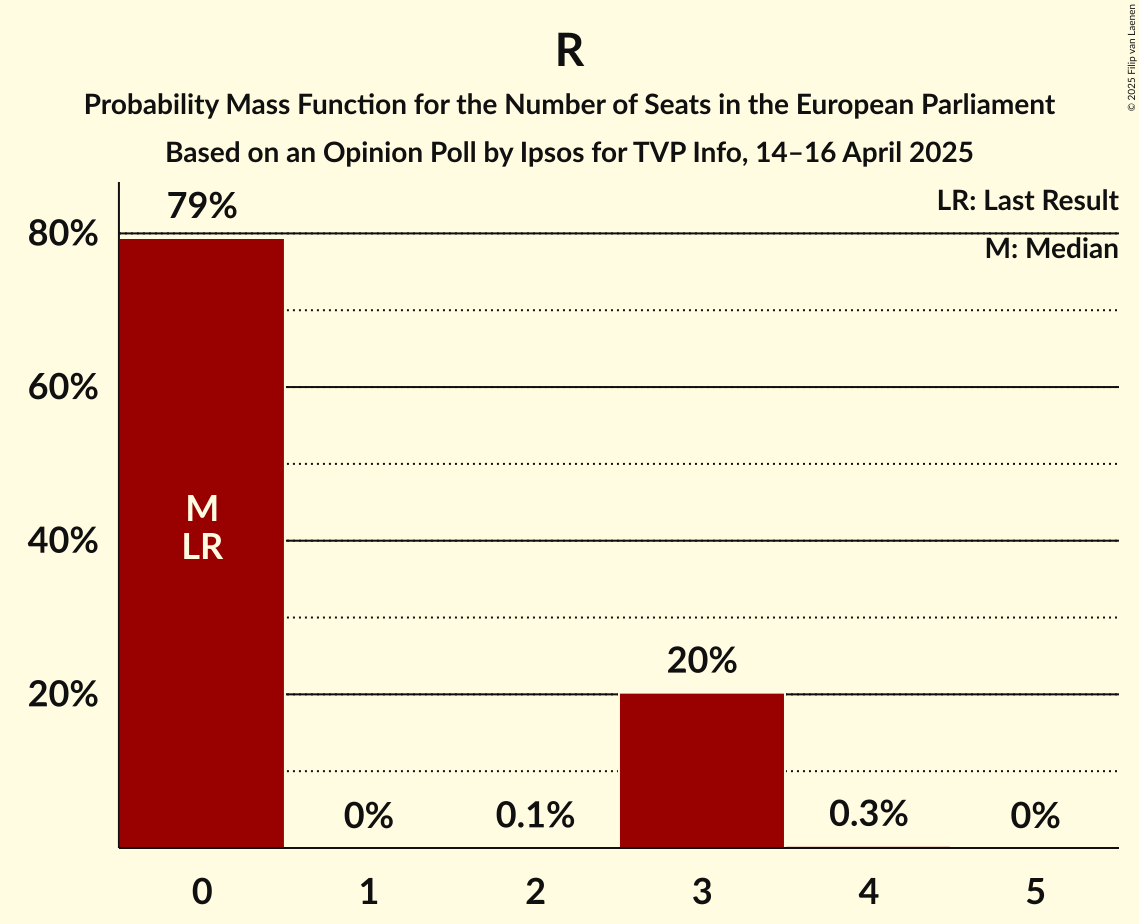 R
Probability Mass Function for the Number of Seats in the European Parliament
Based on an Opinion Poll by Ipsos for TVP Info, 14–16 April 2025
© 2025 Filip van Laenen
LR: Last Result
M: Median
80%
60%
40%
20%
79%
M
LR
0%
0.1%
20%
0.3%
0%
0 1 2 3 4 5